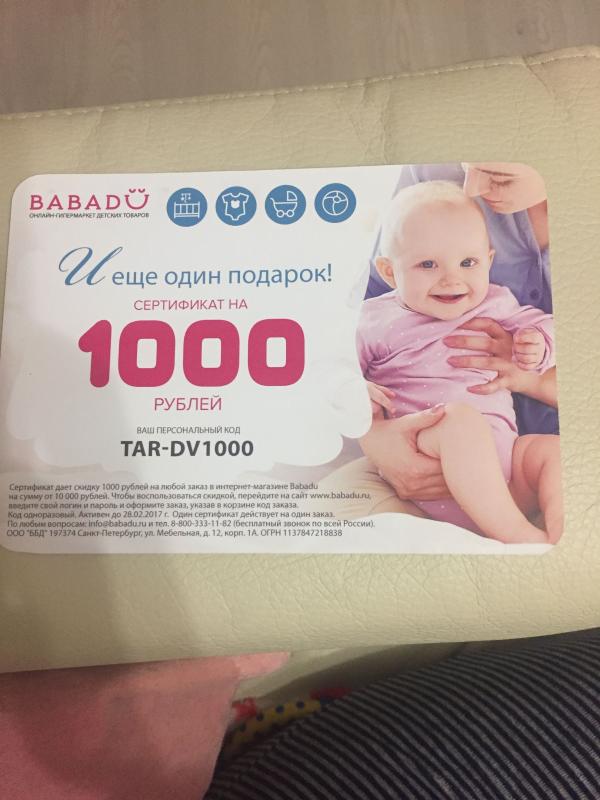 BABADU
ОНЛАЙН-ГИПЕРМАРКЕТ ДЕТСКИХ ТОВАРОВ
И еще один подарок!
СЕРТИФИКАТ НА
1000
РУБЛЕЙ
ВАШ ПЕРСОНАЛЬНЫЙ КОД
TAR-DV1000
Сертификат дает скидку 1000 рублей на любой заказ в интернет-магазине Babadu
на сумму от 10 000 рублей. Чтобы воспользоваться скидкой, перейдите на сайт www.babadu.ru,
введите свой логин и пароль и оформите заказ, указав в корзине код заказа.
Код одноразовый. Активен до 28.02.2017 г. Один сертификат действует на один заказ.
По любым вопросам: info@babadu.ru и тел. 8-800-333-11-82 (бесплатный звонок по всей России).
ООО "ББД" 197374 Санкт-Петербург, ул. Мебельная, д. 12, корп. 1А. ОГРН 1137847218838